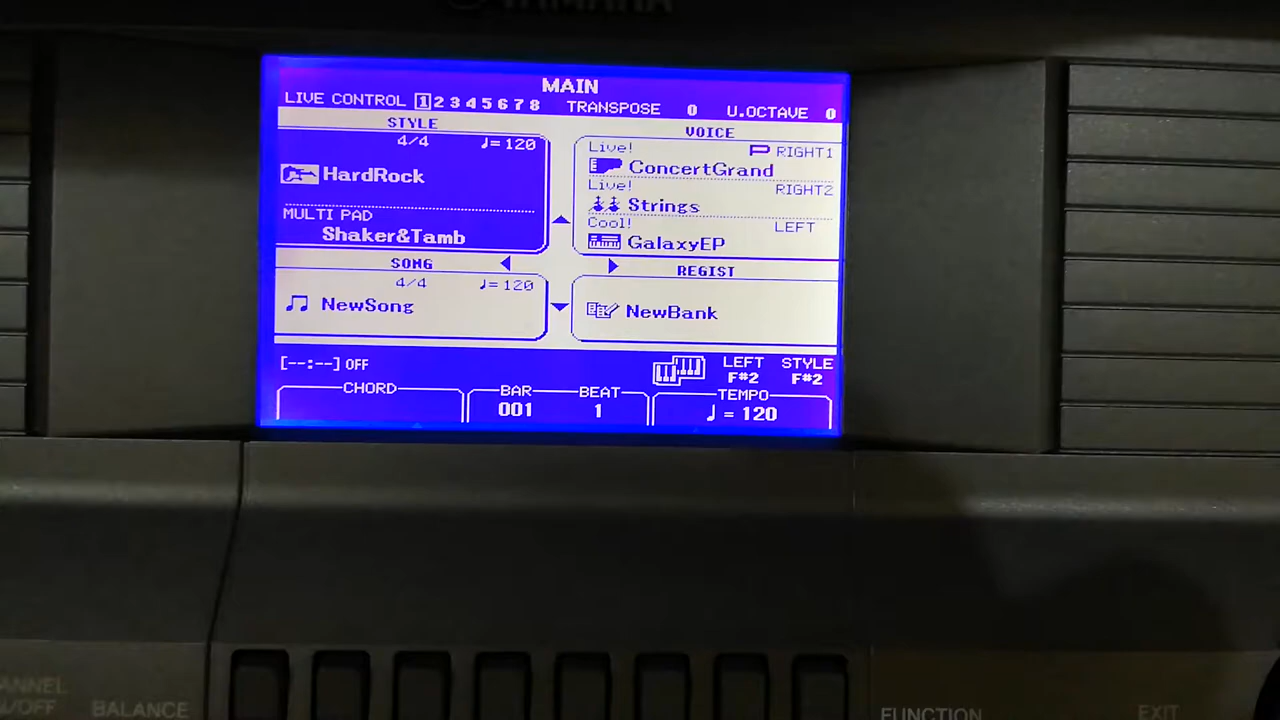 YAMAHA
MAIN
LIVE CONTROL 1 2 3 4 5 6 7 8 TRANSPOSE 0 U.OCTAVE 0
STYLE
4/4 ♩=120
HardRock
MULTI PAD
Shaker&Tamb
VOICE
Live! RIGHT1
ConcertGrand
Live! RIGHT2
Strings
Cool! LEFT
GalaxyEP
SONG
4/4 ♩=120
NewSong
REGIST
NewBank
[--:--] OFF
LEFT STYLE
F#2 F#2
CHORD
BAR BEAT
001 1
TEMPO
♩ = 120
BALANCE
FUNCTION
EXIT